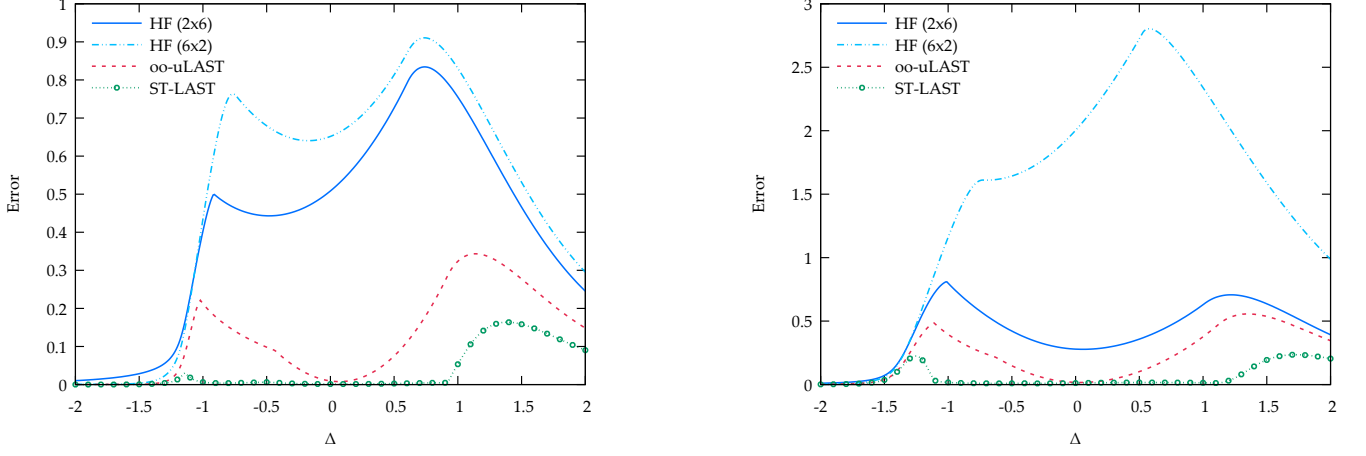 1
0.9
0.8
0.7
0.6
0.5
0.4
0.3
0.2
0.1
0
Error
HF (2x6)
HF (6x2)
oo-uLAST
ST-LAST
-2 -1.5 -1 -0.5 0 0.5 1 1.5 2
Δ
3
2.5
2
1.5
1
0.5
0
Error
HF (2x6)
HF (6x2)
oo-uLAST
ST-LAST
-2 -1.5 -1 -0.5 0 0.5 1 1.5 2
Δ